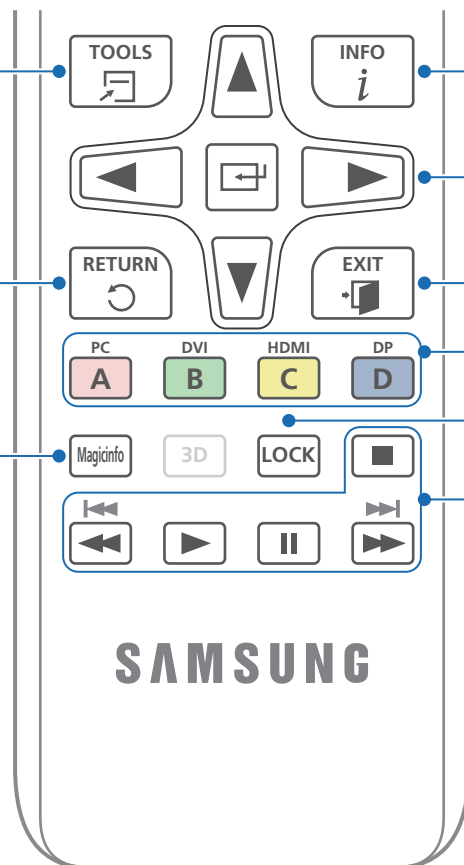 TOOLS INFO
i
RETURN EXIT
PC DVI HDMI DP
A B C D
Magicinfo 3D LOCK
SAMSUNG